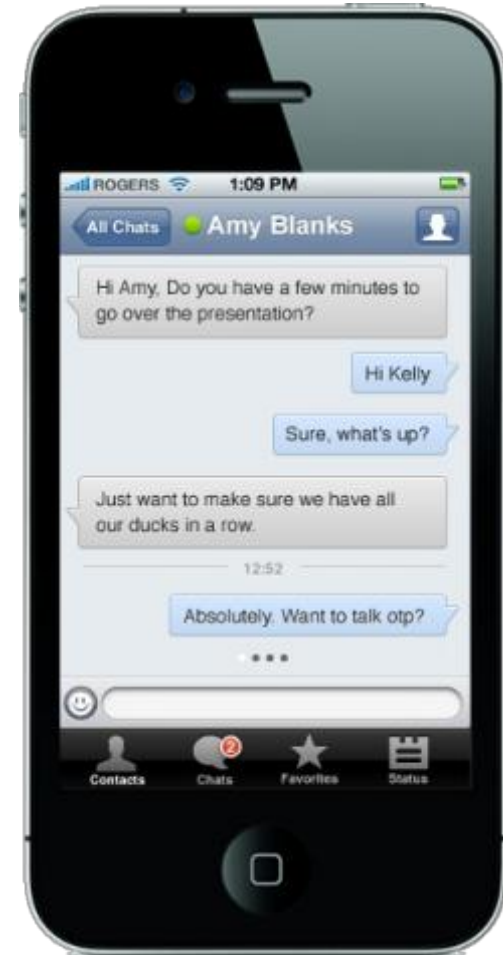 ROGERS 1:09 PM
All Chats Amy Blanks
Hi Amy, Do you have a few minutes to
go over the presentation?
Hi Kelly
Sure, what's up?
Just want to make sure we have all
our ducks in a row.
12:52
Absolutely. Want to talk otp?
2
Contacts Chats Favorites Status